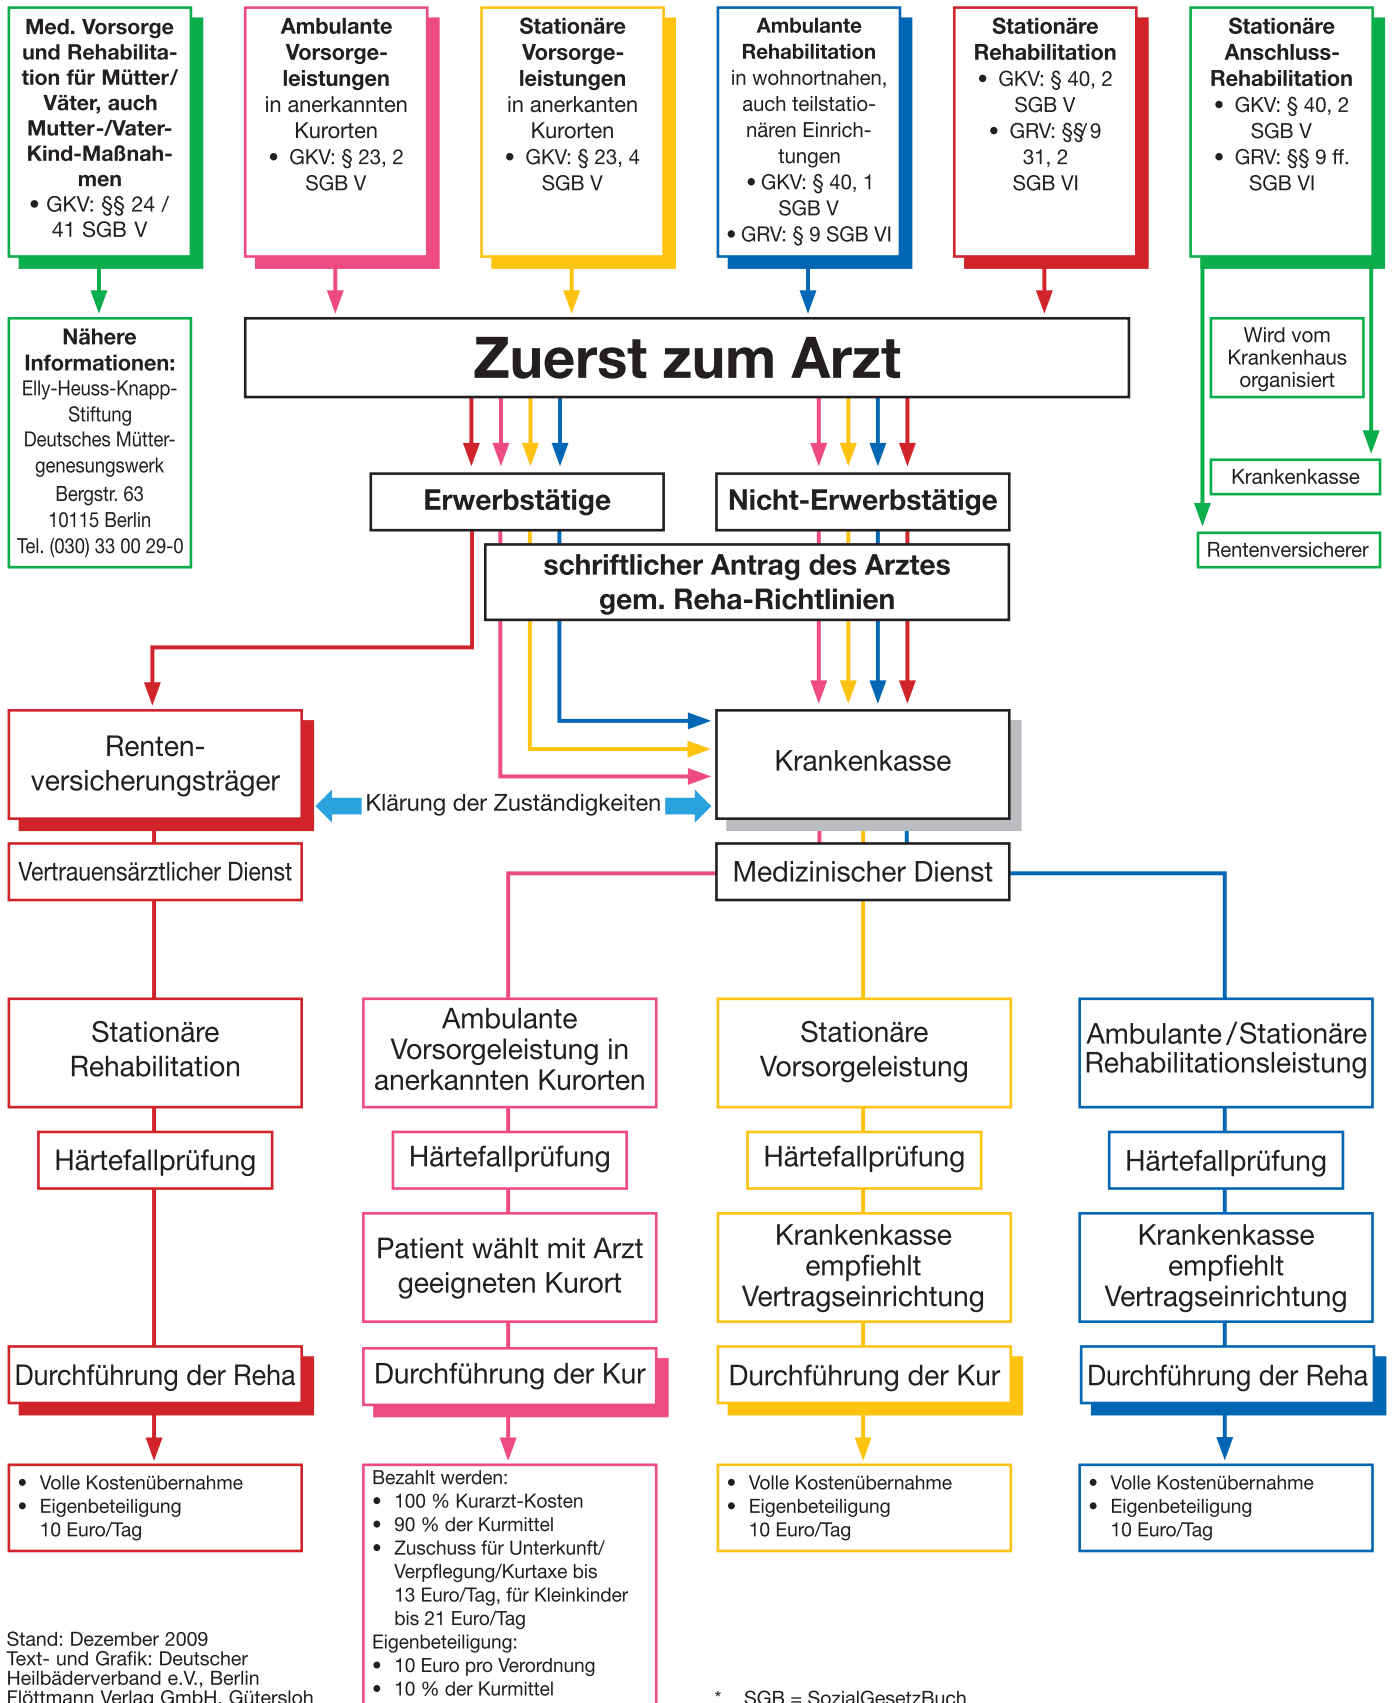 Med. Vorsorge
und Rehabilita-
tion für Mütter/
Väter, auch
Mutter-/Vater-
Kind-Maßnah-
men
• GKV: §§ 24 /
41 SGB V
Ambulante
Vorsorge-
leistungen
in anerkannten
Kurorten
• GKV: § 23, 2
SGB V
Stationäre
Vorsorge-
leistungen
in anerkanten
Kurorten
• GKV: § 23, 4
SGB V
Ambulante
Rehabilitation
in wohnortnahen,
auch teilstatio-
nären Einrich-
tungen
• GKV: § 40, 1
SGB V
• GRV: § 9 SGB VI
Stationäre
Rehabilitation
• GKV: § 40, 2
SGB V
• GRV: §§/9
31, 2
SGB VI
Stationäre
Anschluss-
Rehabilitation
• GKV: § 40, 2
SGB V
• GRV: §§ 9 ff.
SGB VI
Nähere
Informationen:
Elly-Heuss-Knapp-
Stiftung
Deutsches Mütter-
genesungswerk
Bergstr. 63
10115 Berlin
Tel. (030) 33 00 29-0
Zuerst zum Arzt
Wird vom
Krankenhaus
organisiert
Krankenkasse
Rentenversicherer
Erwerbstätige
Nicht-Erwerbstätige
schriftlicher Antrag des Arztes
gem. Reha-Richtlinien
Renten-
versicherungsträger
Klärung der Zuständigkeiten
Krankenkasse
Vertrauensärztlicher Dienst
Medizinischer Dienst
Stationäre
Rehabilitation
Ambulante
Vorsorgeleistung in
anerkannten Kurorten
Stationäre
Vorsorgeleistung
Ambulante/Stationäre
Rehabilitationsleistung
Härtefallprüfung
Härtefallprüfung
Härtefallprüfung
Härtefallprüfung
Patient wählt mit Arzt
geeigneten Kurort
Krankenkasse
empfiehlt
Vertragseinrichtung
Krankenkasse
empfiehlt
Vertragseinrichtung
Durchführung der Reha
Durchführung der Kur
Durchführung der Kur
Durchführung der Reha
• Volle Kostenübernahme
• Eigenbeteiligung
10 Euro/Tag
Bezahlt werden:
• 100 % Kurarzt-Kosten
• 90 % der Kurmittel
• Zuschuss für Unterkunft/
Verpflegung/Kurtaxe bis
13 Euro/Tag, für Kleinkinder
bis 21 Euro/Tag
Eigenbeteiligung:
• 10 Euro pro Verordnung
• 10 % der Kurmittel
• Volle Kostenübernahme
• Eigenbeteiligung
10 Euro/Tag
• Volle Kostenübernahme
• Eigenbeteiligung
10 Euro/Tag
Stand: Dezember 2009
Text- und Grafik: Deutscher
Heilbäderverband e.V., Berlin
Flöttmann Verlag GmbH, Gütersloh
* SGB = SozialGesetzBuch